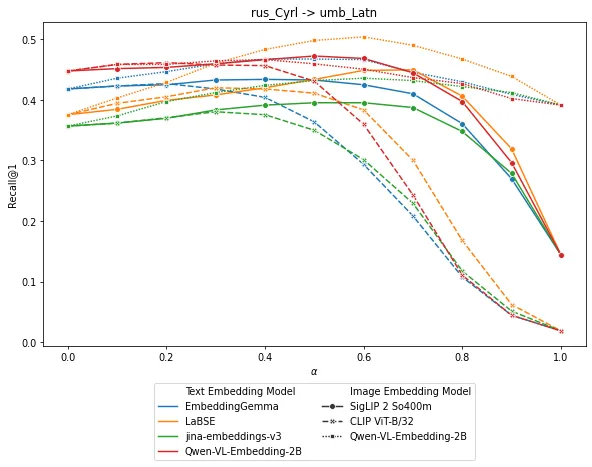 rus_Cyrl -> umb_Latn
Recall@1
0.5
0.4
0.3
0.2
0.1
0.0
0.0 0.2 0.4 0.6 0.8 1.0
α
Text Embedding Model
EmbeddingGemma
LaBSE
jina-embeddings-v3
Qwen-VL-Embedding-2B
Image Embedding Model
SigLIP 2 So400m
CLIP ViT-B/32
Qwen-VL-Embedding-2B